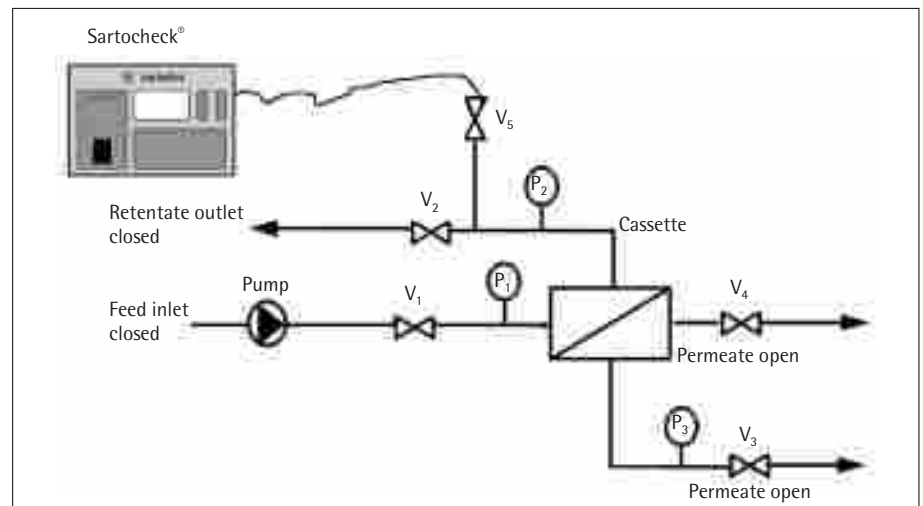 Sartocheck®
V5
P2
V2
Retentate outlet
closed
Cassette
Pump
V1
P1
V4
Feed inlet
closed
Permeate open
P3
V3
Permeate open